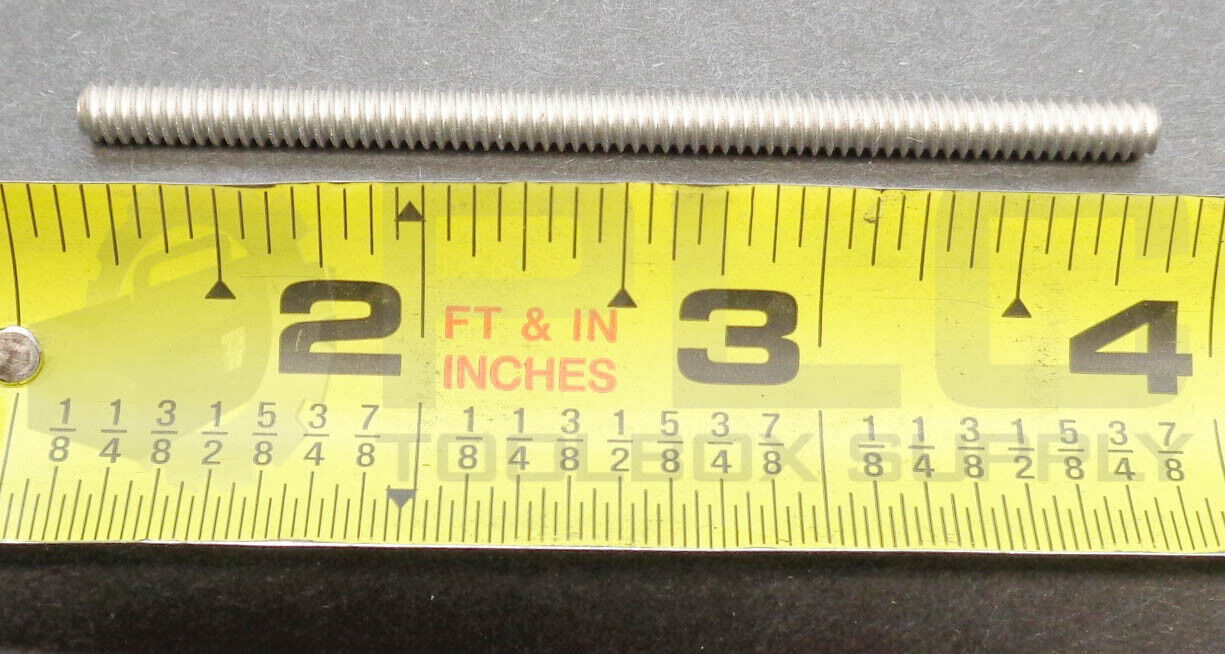 2 3 4
FT & IN
INCHES
1/8 1/4 3/8 1/2 5/8 3/4 7/8 1/8 1/4 3/8 1/2 5/8 3/4 7/8 1/8 1/4 3/8 1/2 5/8 3/4 7/8
PLC
TOOLBOX SUPPLY